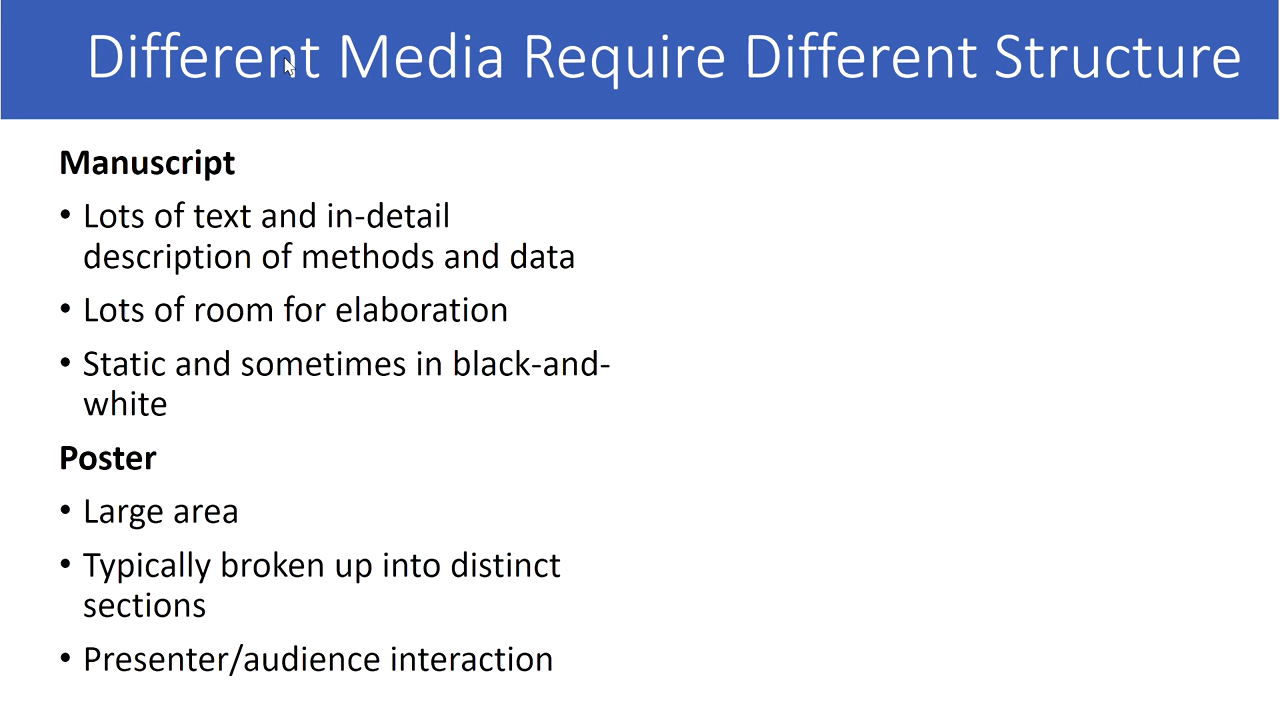 Different Media Require Different Structure
Manuscript
• Lots of text and in-detail
description of methods and data
• Lots of room for elaboration
• Static and sometimes in black-and-
white
Poster
• Large area
• Typically broken up into distinct
sections
• Presenter/audience interaction